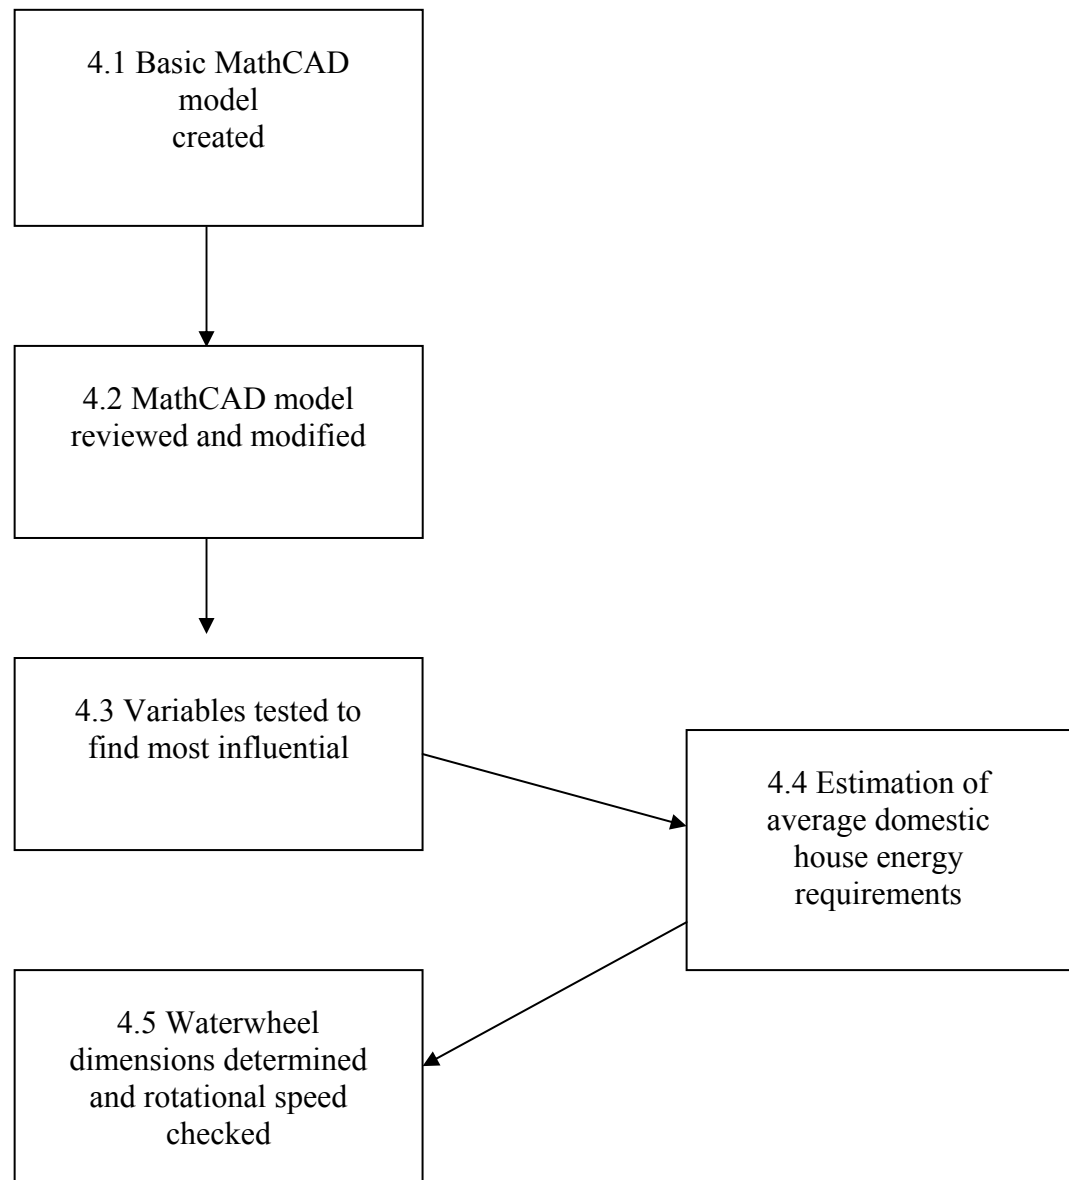 4.1 Basic MathCAD
model
created
4.2 MathCAD model
reviewed and modified
4.3 Variables tested to
find most influential
4.4 Estimation of
average domestic
house energy
requirements
4.5 Waterwheel
dimensions determined
and rotational speed
checked